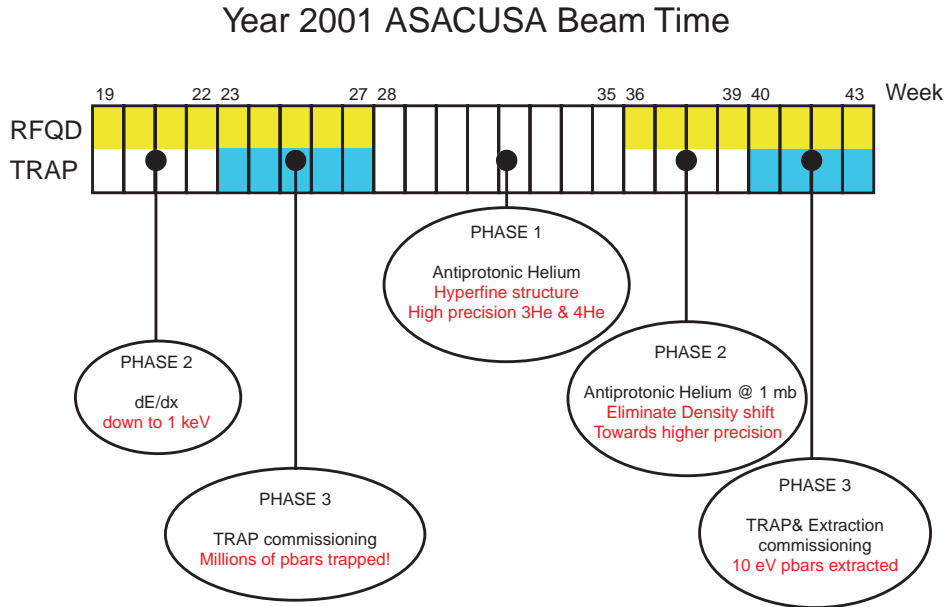 Year 2001 ASACUSA Beam Time
19 22 23 27 28 35 36 39 40 43 Week
RFQD
TRAP
PHASE 1
Antiprotonic Helium
Hyperfine structure
High precision 3He & 4He
PHASE 2
dE/dx
down to 1 keV
PHASE 2
Antiprotonic Helium @ 1 mb
Eliminate Density shift
Towards higher precision
PHASE 3
TRAP commissioning
Millions of pbars trapped!
PHASE 3
TRAP& Extraction
commissioning
10 eV pbars extracted